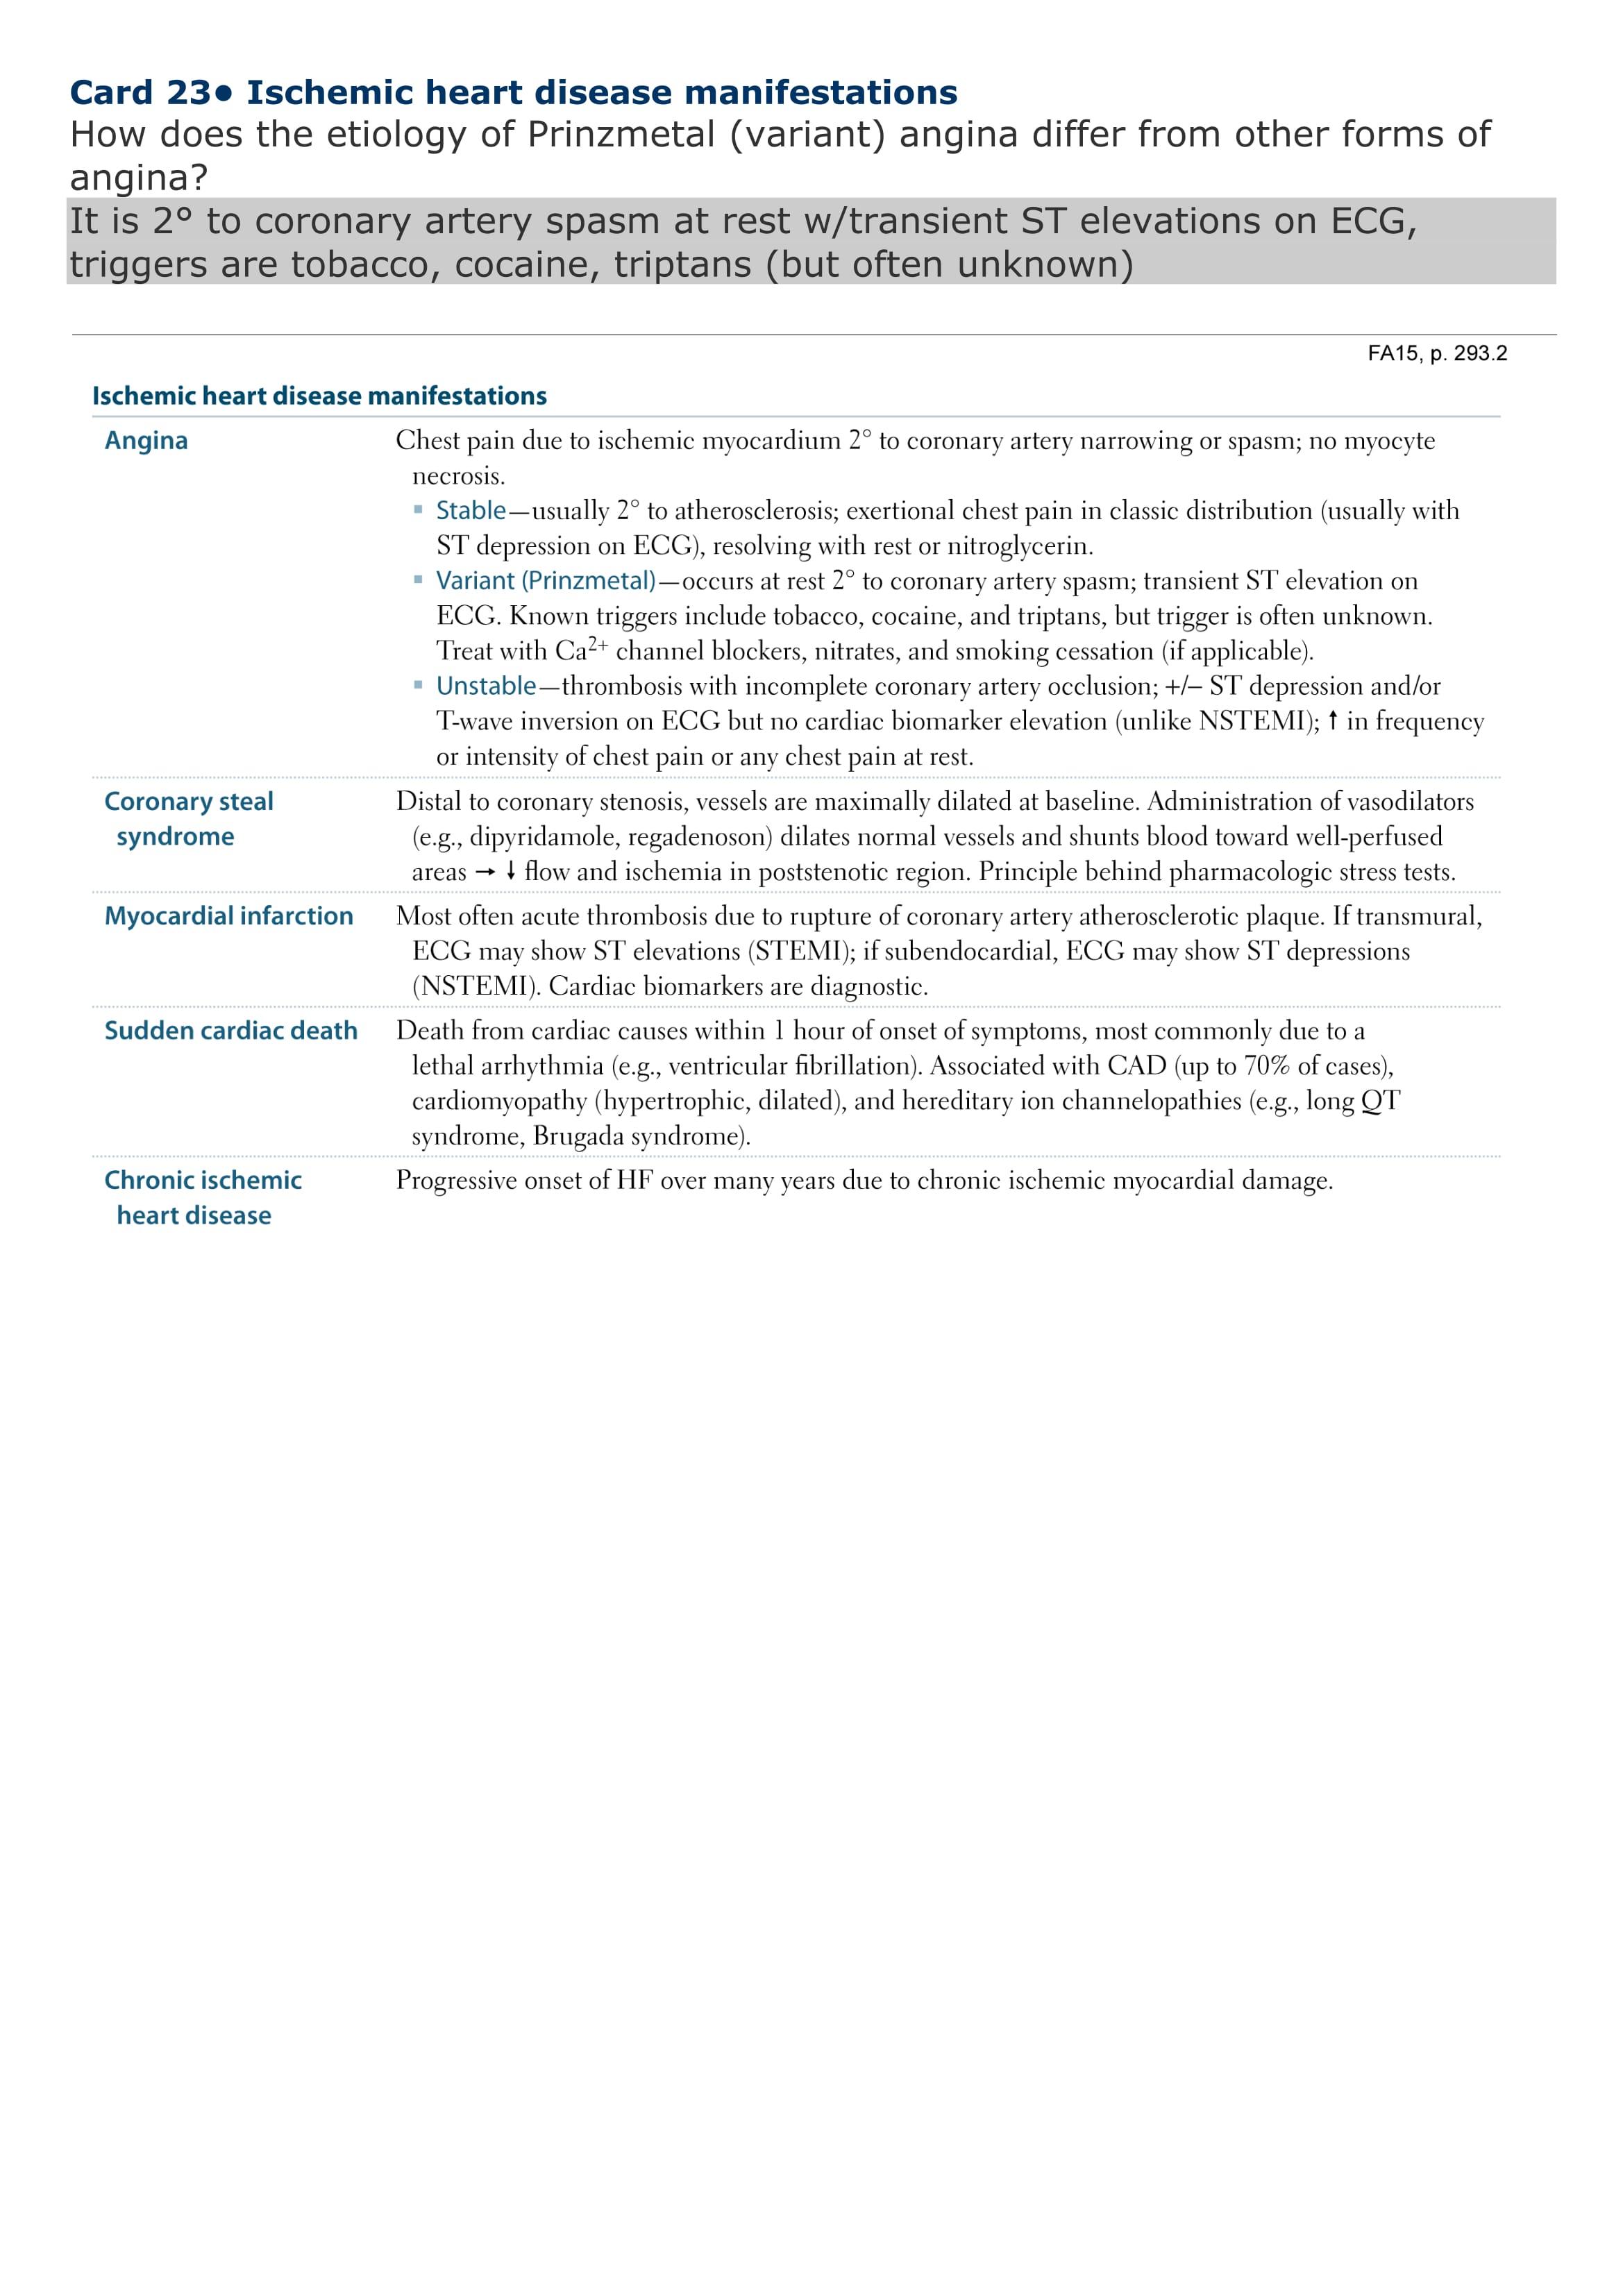 Card 23• Ischemic heart disease manifestations
How does the etiology of Prinzmetal (variant) angina differ from other forms of
angina?
It is 2° to coronary artery spasm at rest w/transient ST elevations on ECG,
triggers are tobacco, cocaine, triptans (but often unknown)
FA15, p. 293.2
Ischemic heart disease manifestations
Angina
Chest pain due to ischemic myocardium 2° to coronary artery narrowing or spasm; no myocyte
necrosis.
▪ Stable—usually 2° to atherosclerosis; exertional chest pain in classic distribution (usually with
ST depression on ECG), resolving with rest or nitroglycerin.
▪ Variant (Prinzmetal)—occurs at rest 2° to coronary artery spasm; transient ST elevation on
ECG. Known triggers include tobacco, cocaine, and triptans, but trigger is often unknown.
Treat with Ca2+ channel blockers, nitrates, and smoking cessation (if applicable).
▪ Unstable—thrombosis with incomplete coronary artery occlusion; +/– ST depression and/or
T-wave inversion on ECG but no cardiac biomarker elevation (unlike NSTEMI); ↑ in frequency
or intensity of chest pain or any chest pain at rest.
Coronary steal
syndrome
Distal to coronary stenosis, vessels are maximally dilated at baseline. Administration of vasodilators
(e.g., dipyridamole, regadenoson) dilates normal vessels and shunts blood toward well-perfused
areas → ↓ flow and ischemia in poststenotic region. Principle behind pharmacologic stress tests.
Myocardial infarction
Most often acute thrombosis due to rupture of coronary artery atherosclerotic plaque. If transmural,
ECG may show ST elevations (STEMI); if subendocardial, ECG may show ST depressions
(NSTEMI). Cardiac biomarkers are diagnostic.
Sudden cardiac death
Death from cardiac causes within 1 hour of onset of symptoms, most commonly due to a
lethal arrhythmia (e.g., ventricular fibrillation). Associated with CAD (up to 70% of cases),
cardiomyopathy (hypertrophic, dilated), and hereditary ion channelopathies (e.g., long QT
syndrome, Brugada syndrome).
Chronic ischemic
heart disease
Progressive onset of HF over many years due to chronic ischemic myocardial damage.